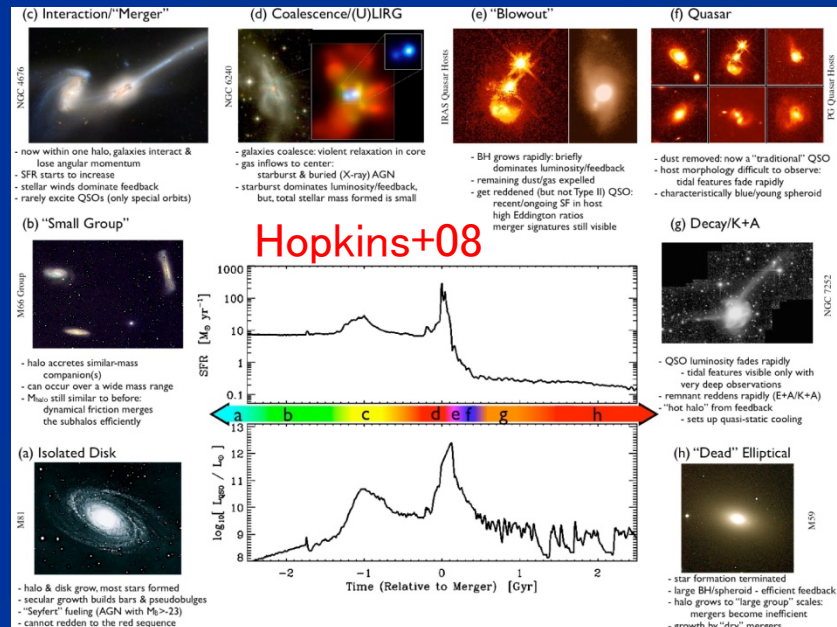 (c) Interaction/“Merger”
NGC 4676
- now within one halo, galaxies interact &
lose angular momentum
- SFR starts to increase
- stellar winds dominate feedback
- rarely excite QSOs (only special orbits)
(d) Coalescence/(U)LIRG
NGC 6240
- galaxies coalesce: violent relaxation in core
- gas inflows to center:
starburst & buried (X-ray) AGN
- starburst dominates luminosity/feedback,
but, total stellar mass formed is small
(e) “Blowout”
IRAS Quasar Hosts
- BH grows rapidly: briefly
dominates luminosity/feedback
- remaining dust/gas expelled
- get reddened (but not Type II) QSO:
recent/ongoing SF in host
high Eddington ratios
merger signatures still visible
(f) Quasar
PG Quasar Hosts
- dust removed: now a “traditional” QSO
- host morphology difficult to observe:
tidal features fade rapidly
- characteristically blue/young spheroid
(b) “Small Group”
M66 Group
- halo accretes similar-mass
companion(s)
- can occur over a wide mass range
- Mhalo still similar to before:
dynamical friction merges
the subhalos efficiently
Hopkins+08
(g) Decay/K+A
NGC 7252
- QSO luminosity fades rapidly
- tidal features visible only with
very deep observations
- remnant reddens rapidly (E+A/K+A)
- “hot halo” from feedback
- sets up quasi-static cooling
SFR [M⊙ yr⁻¹]
1000
100
10
1
0.1
a b c d e f g h
log₁₀[ L_QSO / L⊙ ]
13
12
11
10
9
8
-2 -1 0 1 2
Time (Relative to Merger) [Gyr]
(a) Isolated Disk
M81
- halo & disk grow, most stars formed
- secular growth builds bars & pseudobulges
- “Seyfert” fueling (AGN with MB>-23)
- cannot redden to the red sequence
(h) “Dead” Elliptical
M59
- star formation terminated
- large BH/spheroid - efficient feedback
- halo grows to “large group” scales:
mergers become inefficient
- growth by “dry” mergers